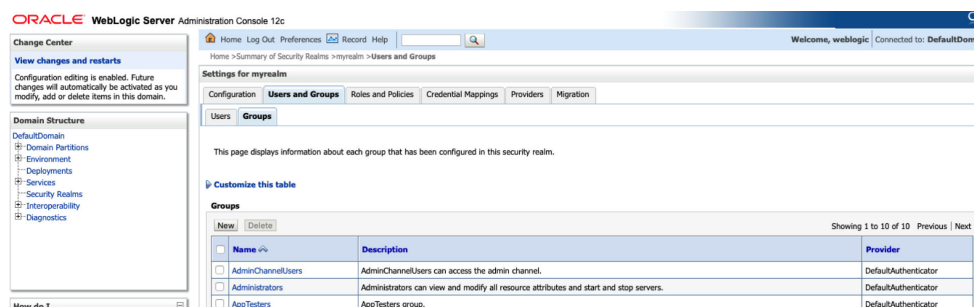 ORACLE WebLogic Server Administration Console 12c
Change Center
View changes and restarts
Configuration editing is enabled. Future
changes will automatically be activated as you
modify, add or delete items in this domain.
Domain Structure
DefaultDomain
Domain Partitions
Environment
Deployments
Services
Security Realms
Interoperability
Diagnostics
How do I
Home Log Out Preferences Record Help
Welcome, weblogic Connected to: DefaultDom
Home >Summary of Security Realms >myrealm >Users and Groups
Settings for myrealm
Configuration Users and Groups Roles and Policies Credential Mappings Providers Migration
Users Groups
This page displays information about each group that has been configured in this security realm.
Customize this table
Groups
New Delete Showing 1 to 10 of 10 Previous | Next
Name Description Provider
AdminChannelUsers AdminChannelUsers can access the admin channel. DefaultAuthenticator
Administrators Administrators can view and modify all resource attributes and start and stop servers. DefaultAuthenticator
AppTesters AppTesters group. DefaultAuthenticator